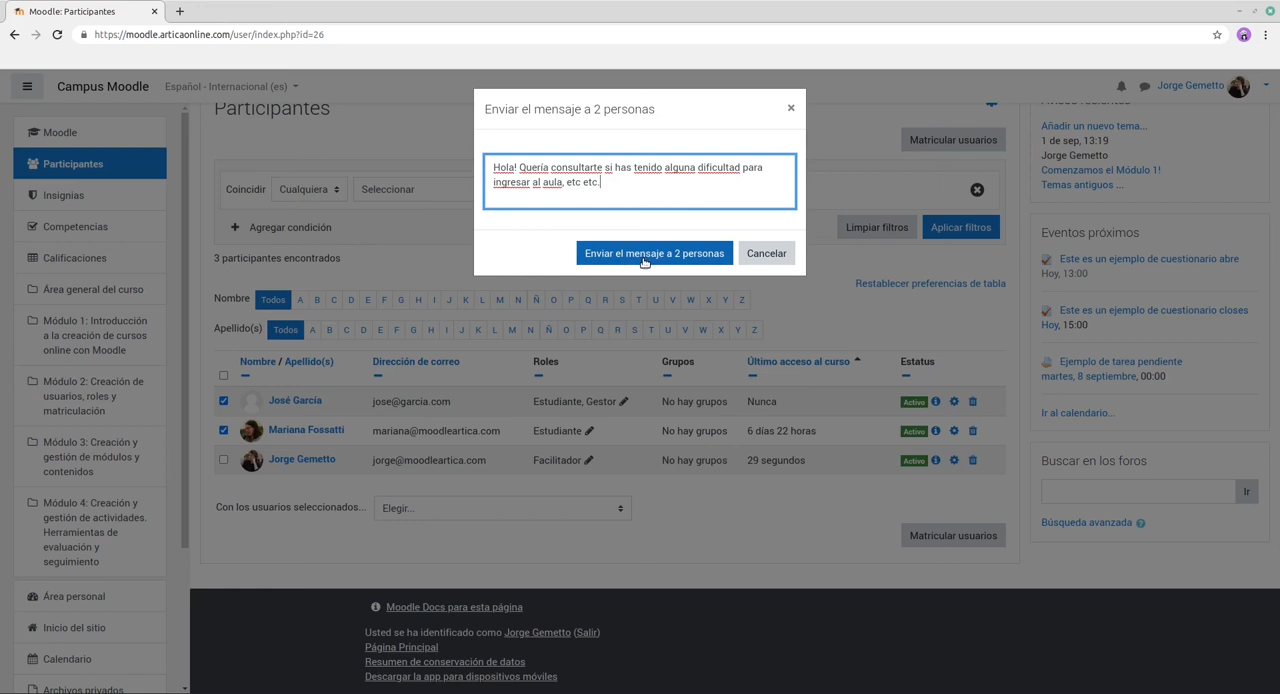 Moodle: Participantes
https://moodle.articaonline.com/user/index.php?id=26
Campus Moodle
Español - Internacional (es)
Jorge Gemetto
Moodle
Participantes
Insignias
Competencias
Calificaciones
Área general del curso
Módulo 1: Introducción
a la creación de cursos
online con Moodle
Módulo 2: Creación de
usuarios, roles y
matriculación
Módulo 3: Creación y
gestión de módulos y
contenidos
Módulo 4: Creación y
gestión de actividades.
Herramientas de
evaluación y
seguimiento
Área personal
Inicio del sitio
Calendario
Archivos privados
Participantes
Matricular usuarios
Coincidir
Cualquiera
Seleccionar
Agregar condición
Limpiar filtros
Aplicar filtros
3 participantes encontrados
Restablecer preferencias de tabla
Nombre Todos A B C D E F G H I J K L M N Ñ O P Q R S T U V W X Y Z
Apellido(s) Todos A B C D E F G H I J K L M N Ñ O P Q R S T U V W X Y Z
Nombre / Apellido(s) Dirección de correo Roles Grupos Último acceso al curso Estatus
José García jose@garcia.com Estudiante, Gestor No hay grupos Nunca Activo
Mariana Fossatti mariana@moodleartica.com Estudiante No hay grupos 6 días 22 horas Activo
Jorge Gemetto jorge@moodleartica.com Facilitador No hay grupos 29 segundos Activo
Con los usuarios seleccionados... Elegir...
Matricular usuarios
Enviar el mensaje a 2 personas
×
Hola! Quería consultarte si has tenido alguna dificultad para
ingresar al aula, etc etc.
Enviar el mensaje a 2 personas
Cancelar
Añadir un nuevo tema...
1 de sep, 13:19
Jorge Gemetto
Comenzamos el Módulo 1!
Temas antiguos ...
Eventos próximos
Este es un ejemplo de cuestionario abre
Hoy, 13:00
Este es un ejemplo de cuestionario closes
Hoy, 15:00
Ejemplo de tarea pendiente
martes, 8 septiembre, 00:00
Ir al calendario...
Buscar en los foros
Ir
Búsqueda avanzada
Moodle Docs para esta página
Usted se ha identificado como Jorge Gemetto (Salir)
Página Principal
Resumen de conservación de datos
Descargar la app para dispositivos móviles